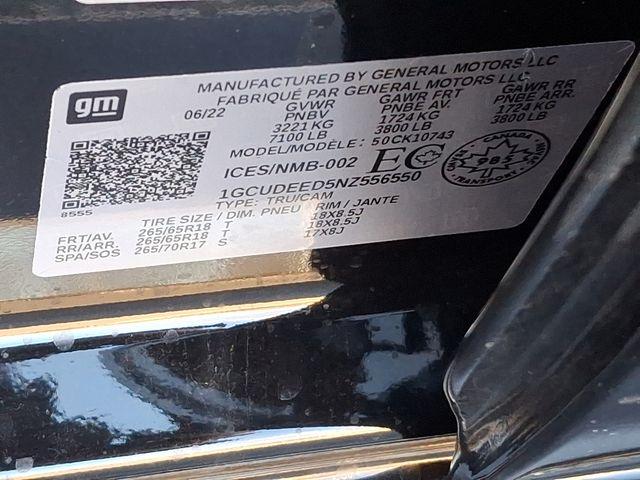 gm
MANUFACTURED BY GENERAL MOTORS LLC
FABRIQUÉ PAR GENERAL MOTORS LLC
06/22 GVWR GAWR FRT GAWR RR
PNBV PNBE AV. PNBE ARR.
3221 KG 1724 KG 1724 KG
7100 LB 3800 LB 3800 LB
MODEL/MODÈLE: 50CK10743
ICES/NMB-002 EC
CANADA
985
TRANSPORT
1GCUDEED5NZ556550
TYPE: TRU/CAM
8555
TIRE SIZE / DIM. PNEU RIM / JANTE
FRT/AV. 265/65R18 T 18X8.5J
RR/ARR. 265/65R18 T 18X8.5J
SPA/SOS 265/70R17 S 17X8J